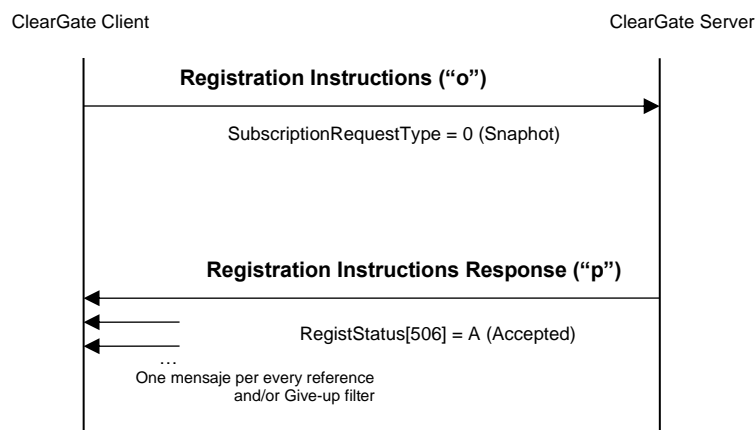 ClearGate Client
ClearGate Server
Registration Instructions (“o”)
SubscriptionRequestType = 0 (Snaphot)
Registration Instructions Response (“p”)
RegistStatus[506] = A (Accepted)
…
One mensaje per every reference
and/or Give-up filter